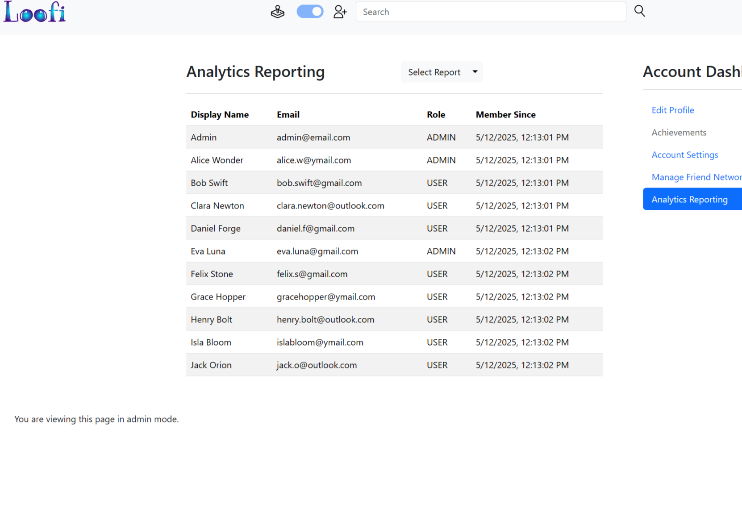 Loofi
Search
Analytics Reporting
Select Report
Display Name Email Role Member Since
Admin admin@email.com ADMIN 5/12/2025, 12:13:01 PM
Alice Wonder alice.w@ymail.com ADMIN 5/12/2025, 12:13:01 PM
Bob Swift bob.swift@gmail.com USER 5/12/2025, 12:13:01 PM
Clara Newton clara.newton@outlook.com USER 5/12/2025, 12:13:01 PM
Daniel Forge daniel.f@gmail.com USER 5/12/2025, 12:13:01 PM
Eva Luna eva.luna@gmail.com ADMIN 5/12/2025, 12:13:02 PM
Felix Stone felix.s@gmail.com USER 5/12/2025, 12:13:02 PM
Grace Hopper gracehopper@ymail.com USER 5/12/2025, 12:13:02 PM
Henry Bolt henry.bolt@outlook.com USER 5/12/2025, 12:13:02 PM
Isla Bloom islabloom@ymail.com USER 5/12/2025, 12:13:02 PM
Jack Orion jack.o@outlook.com USER 5/12/2025, 12:13:02 PM
Account Dash
Edit Profile
Achievements
Account Settings
Manage Friend Networ
Analytics Reporting
You are viewing this page in admin mode.